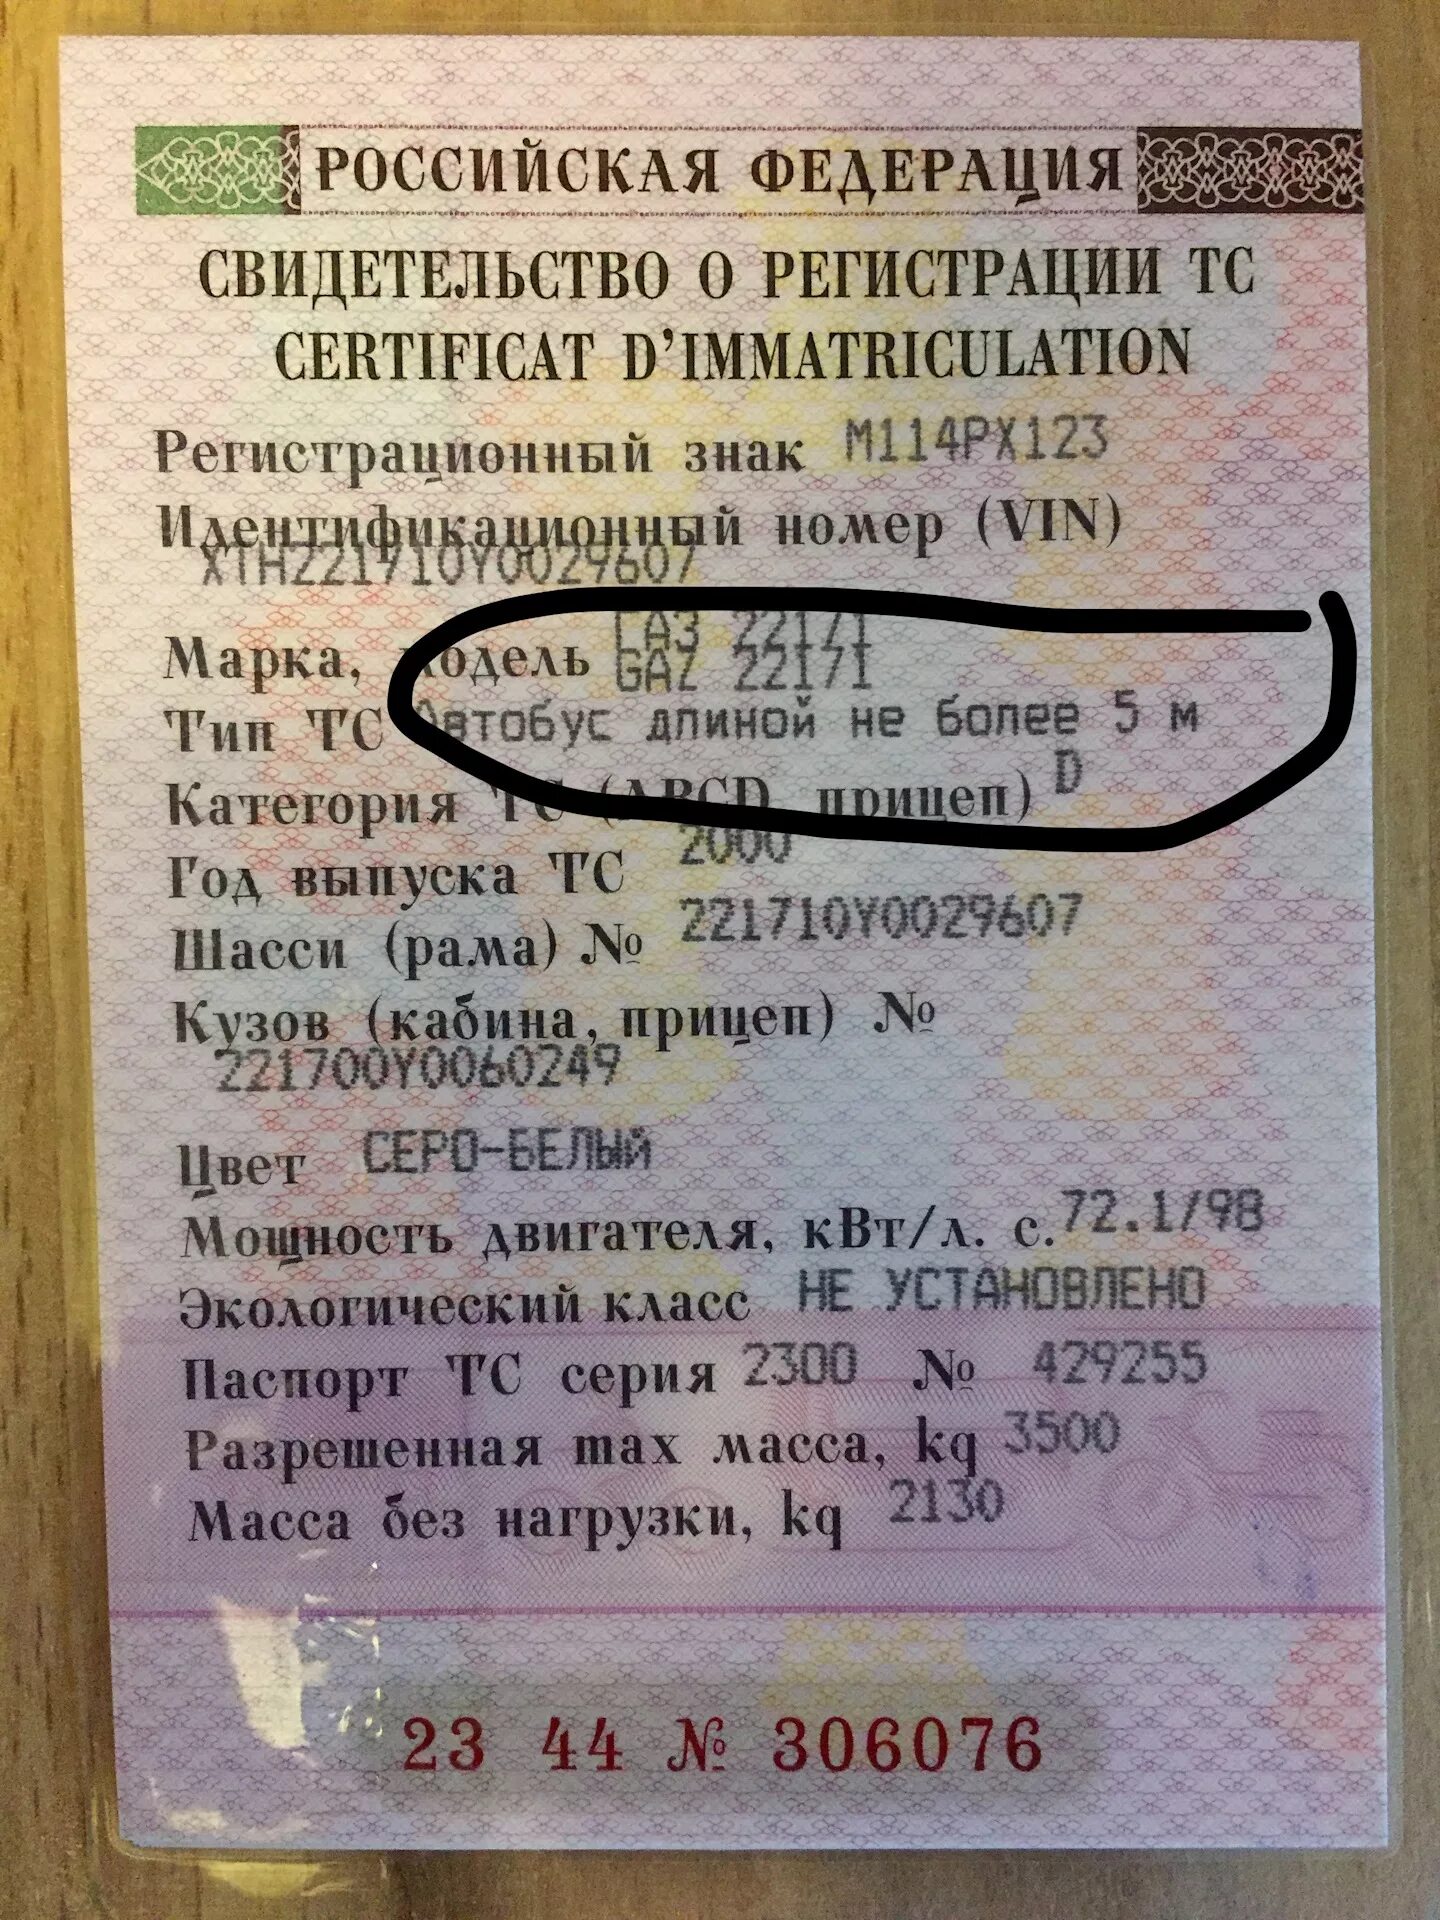 РОССИЙСКАЯ ФЕДЕРАЦИЯ
СВИДЕТЕЛЬСТВО О РЕГИСТРАЦИИ ТС
CERTIFICAT D'IMMATRICULATION
Регистрационный знак М114РХ123
Идентификационный номер (VIN)
XTH221710Y0029607
Марка, модель ГАЗ 22171
GAZ 22171
Тип ТС Автобус длиной не более 5 м
Категория ТС (ABCD, прицеп) D
Год выпуска ТС 2000
Шасси (рама) № 221710Y0029607
Кузов (кабина, прицеп) №
221700Y0060249
Цвет СЕРО-БЕЛЫЙ
Мощность двигателя, кВт/л. с. 72.1/98
Экологический класс НЕ УСТАНОВЛЕНО
Паспорт ТС серия 2300 № 429255
Разрешенная max масса, kg 3500
Масса без нагрузки, kg 2130
23 44 № 306076